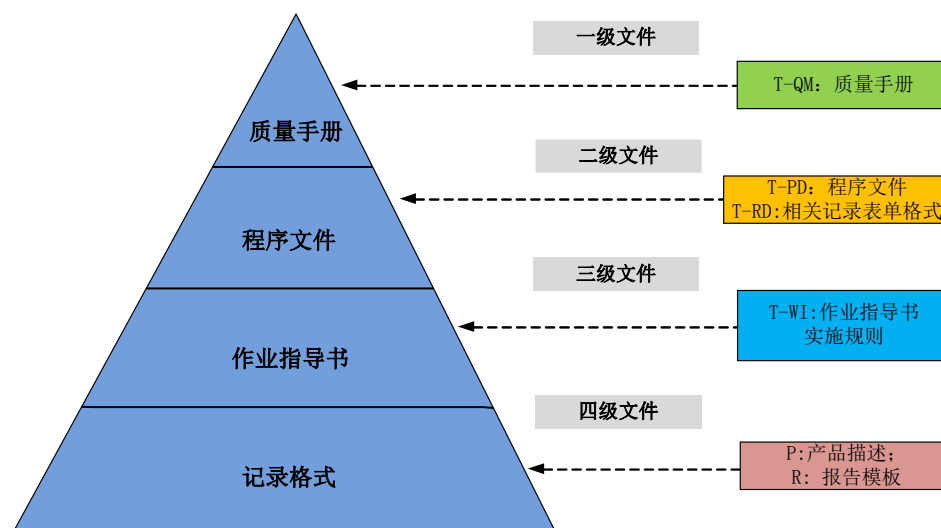 一级文件
T-QM：质量手册
质量手册
二级文件
T-PD：程序文件
T-RD:相关记录表单格式
程序文件
三级文件
T-WI:作业指导书
实施规则
作业指导书
四级文件
P:产品描述；
R: 报告模板
记录格式